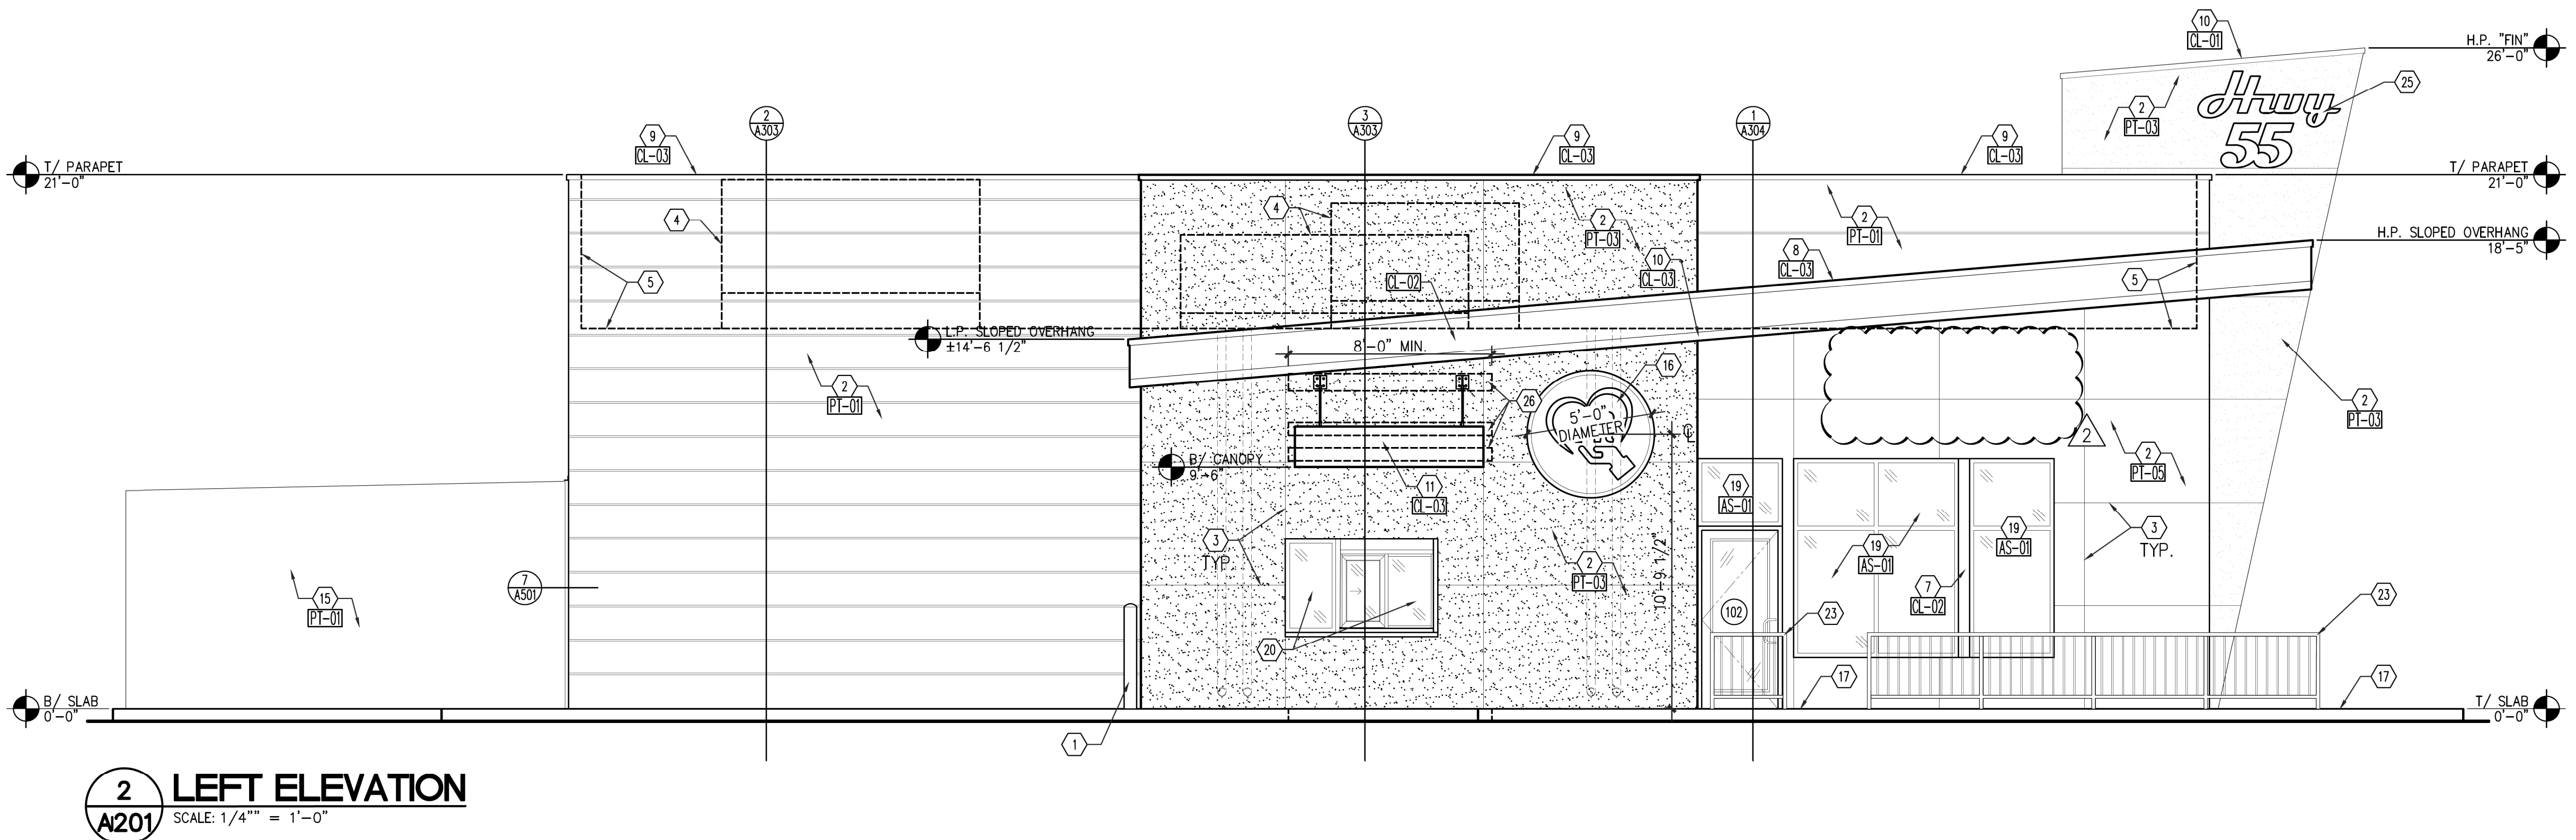 10
CL-01
H.P. "FIN"
26'-0"
Hwy
55
25
2
PT-03
2
A303
3
A303
1
A304
9
CL-03
9
CL-03
9
CL-03
T/ PARAPET
21'-0"
T/ PARAPET
21'-0"
4
4
2
PT-03
2
PT-01
H.P. SLOPED OVERHANG
18'-5"
10
CL-03
8
CL-03
5
5
CL-02
L.P. SLOPED OVERHANG
±14'-6 1/2"
8'-0" MIN.
16
2
PT-01
26
5'-0"
DIAMETER
℄
2
PT-03
2
B/ CANOPY
9'-6"
2
PT-05
11
CL-03
19
AS-01
19
AS-01
19
AS-01
3
TYP.
3
TYP.
2
PT-03
10'-9 1/2"
7
A501
7
CL-02
15
PT-01
102
23
23
20
17
17
B/ SLAB
0'-0"
T/ SLAB
0'-0"
1
2
A1201
LEFT ELEVATION
SCALE: 1/4"" = 1'-0"